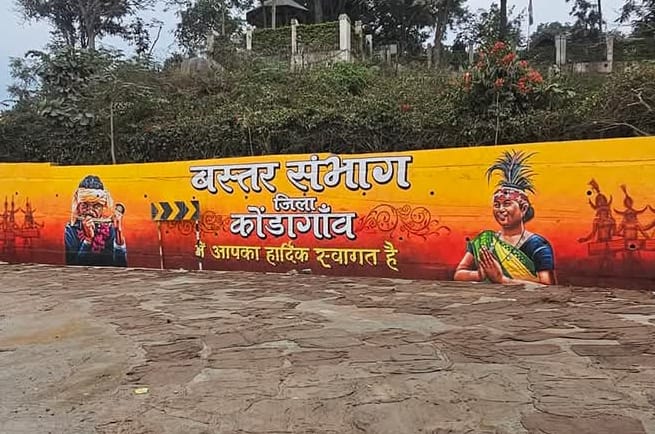 बस्तर संभाग
जिला
कोंडागाँव
में आपका हार्दिक स्वागत है